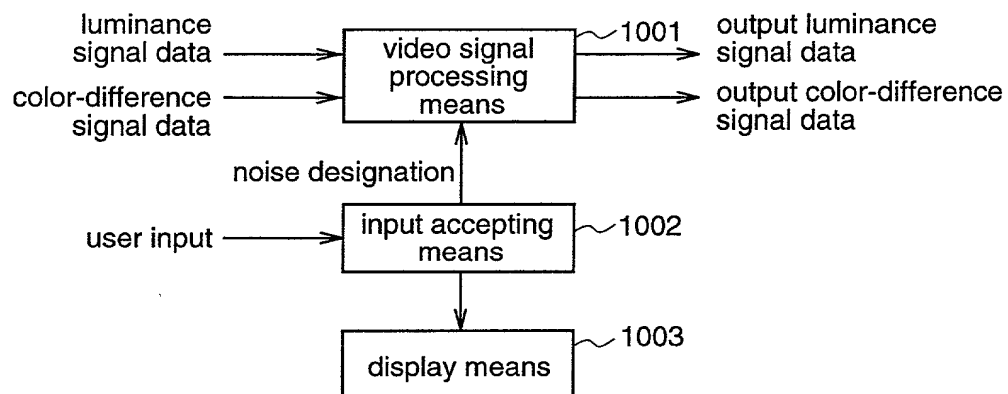 luminance
signal data
color-difference
signal data
video signal
processing
means
1001
output luminance
signal data
output color-difference
signal data
noise designation
user input
input accepting
means
1002
display means
1003